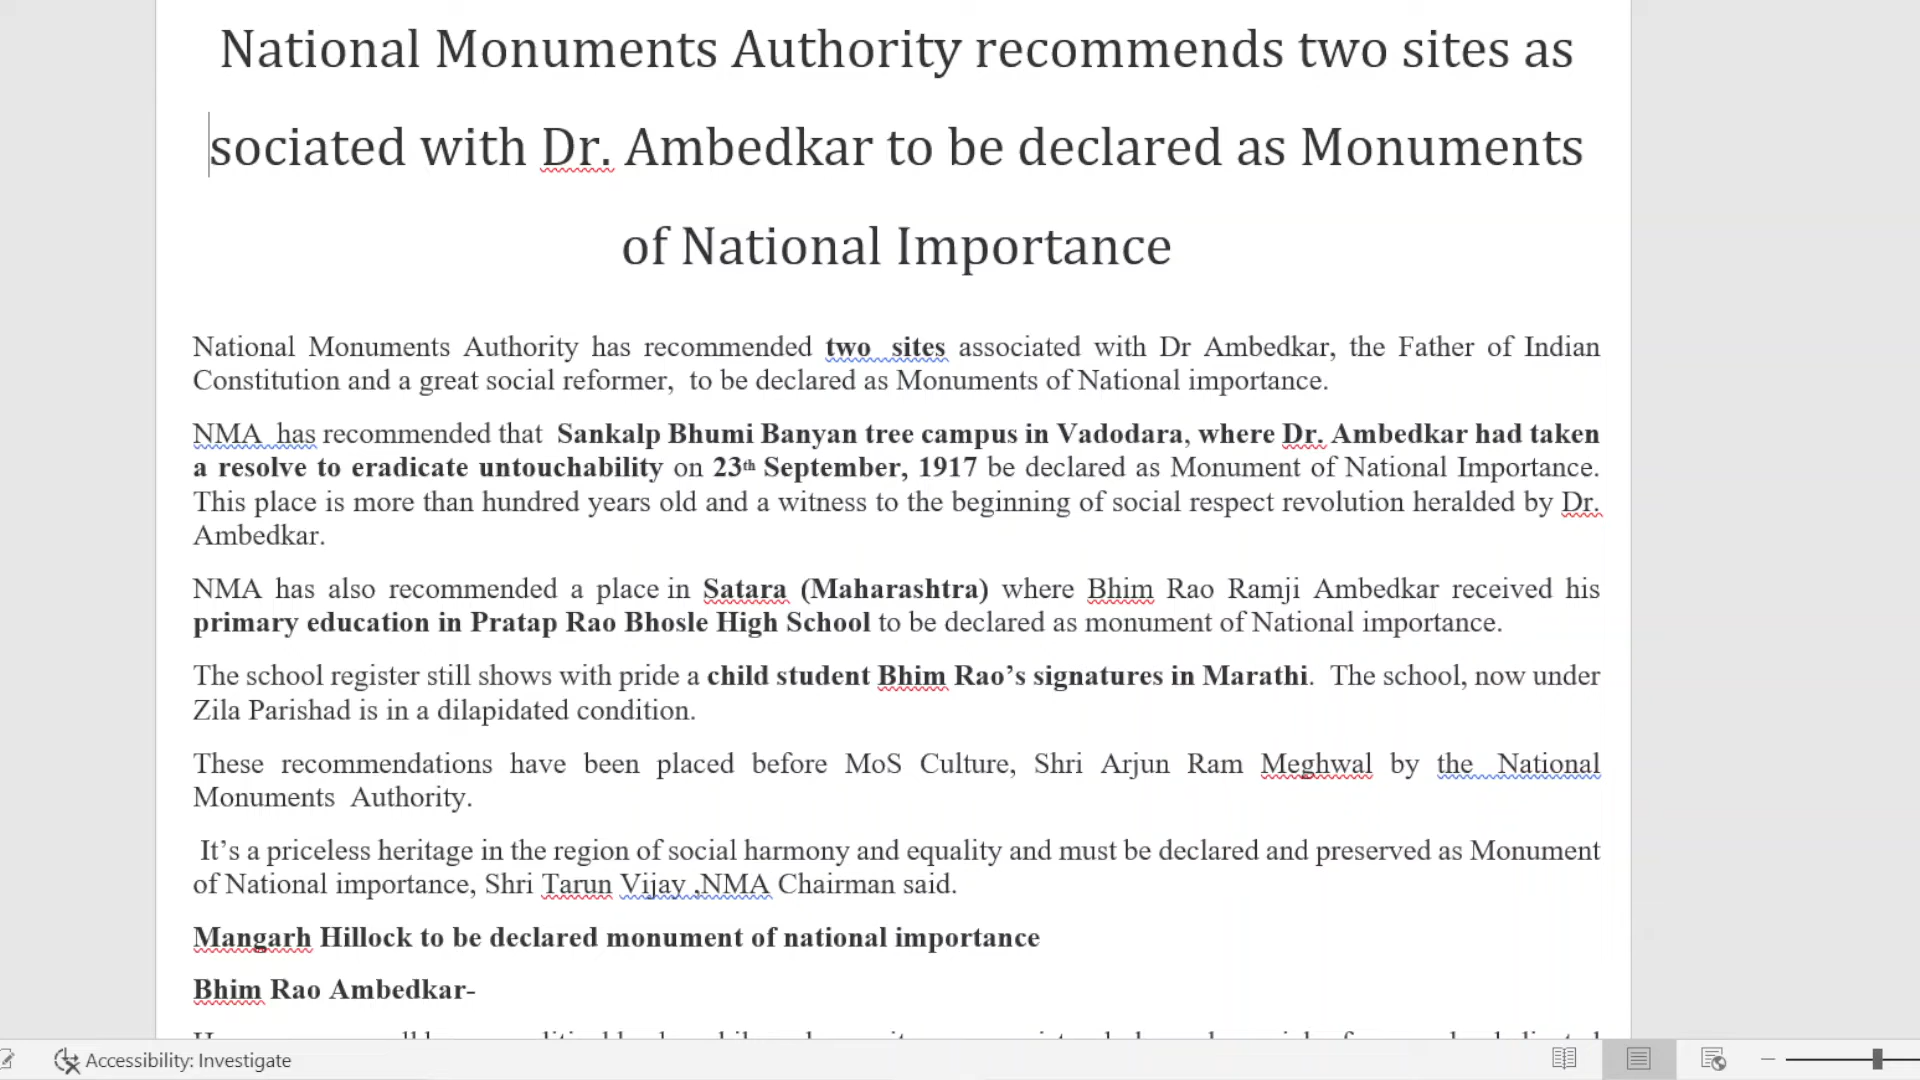 National Monuments Authority recommends two sites as
sociated with Dr. Ambedkar to be declared as Monuments
of National Importance
National Monuments Authority has recommended two sites associated with Dr Ambedkar, the Father of Indian
Constitution and a great social reformer, to be declared as Monuments of National importance.
NMA has recommended that Sankalp Bhumi Banyan tree campus in Vadodara, where Dr. Ambedkar had taken
a resolve to eradicate untouchability on 23th September, 1917 be declared as Monument of National Importance.
This place is more than hundred years old and a witness to the beginning of social respect revolution heralded by Dr.
Ambedkar.
NMA has also recommended a place in Satara (Maharashtra) where Bhim Rao Ramji Ambedkar received his
primary education in Pratap Rao Bhosle High School to be declared as monument of National importance.
The school register still shows with pride a child student Bhim Rao’s signatures in Marathi. The school, now under
Zila Parishad is in a dilapidated condition.
These recommendations have been placed before MoS Culture, Shri Arjun Ram Meghwal by the National
Monuments Authority.
It’s a priceless heritage in the region of social harmony and equality and must be declared and preserved as Monument
of National importance, Shri Tarun Vijay ,NMA Chairman said.
Mangarh Hillock to be declared monument of national importance
Bhim Rao Ambedkar-
Accessibility: Investigate